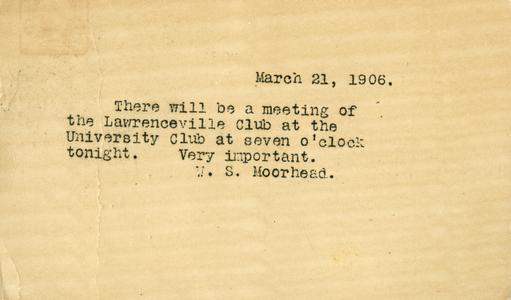 March 21, 1906.
There will be a meeting of
the Lawrenceville Club at the
University Club at seven o'clock
tonight. Very important.
W. S. Moorhead.